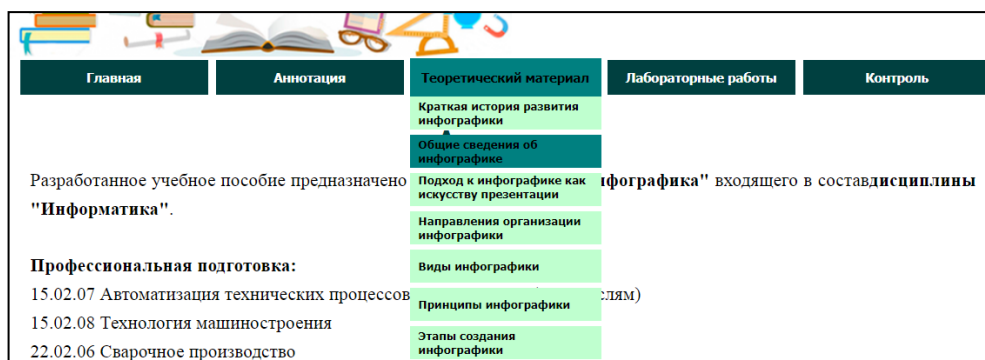 Главная
Аннотация
Теоретический материал
Лабораторные работы
Контроль
Краткая история развития
инфографики
Общие сведения об
инфографике
Подход к инфографике как
искусству презентации
Направления организации
инфографики
Виды инфографики
Принципы инфографики
Этапы создания
инфографики
Разработанное учебное пособие предназначено фографика" входящего в составдисциплины
"Информатика".
Профессиональная подготовка:
15.02.07 Автоматизация технических процессов слям)
15.02.08 Технология машиностроения
22.02.06 Сварочное производство